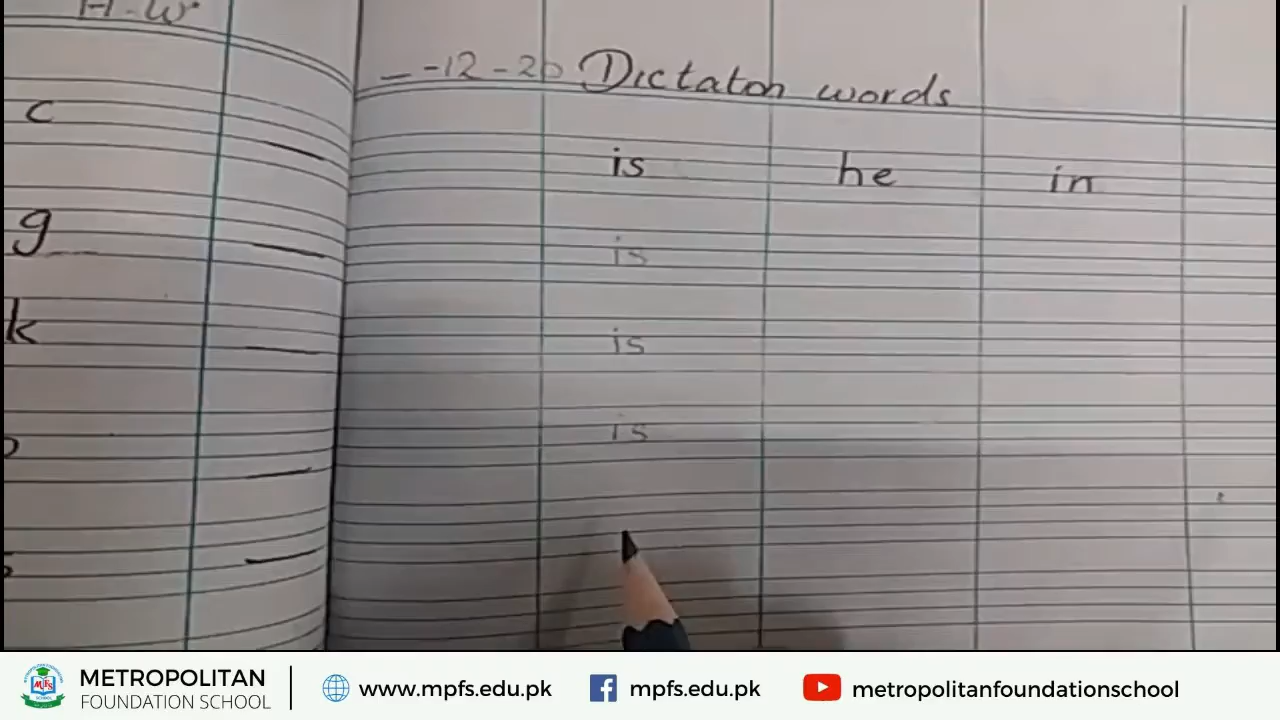 H-W
c
g
k
_ -12-20 Dictaton words
is he in
is
is
is
METROPOLITAN
FOUNDATION SCHOOL
www.mpfs.edu.pk
mpfs.edu.pk
metropolitanfoundationschool